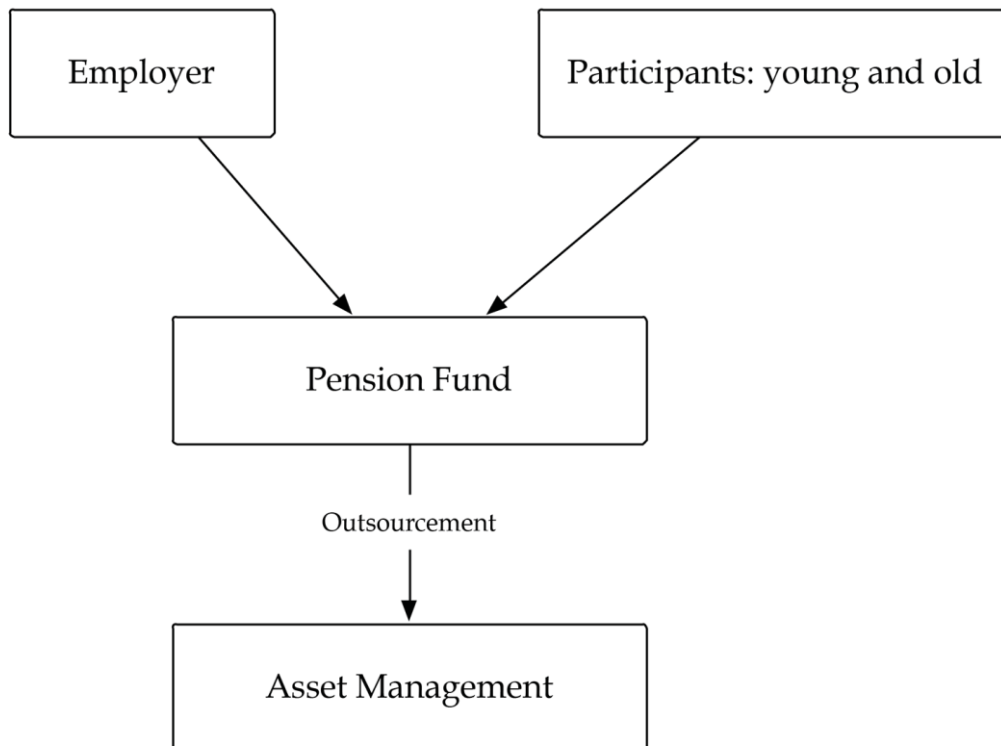 Employer
Participants: young and old
Pension Fund
Outsourcement
Asset Management